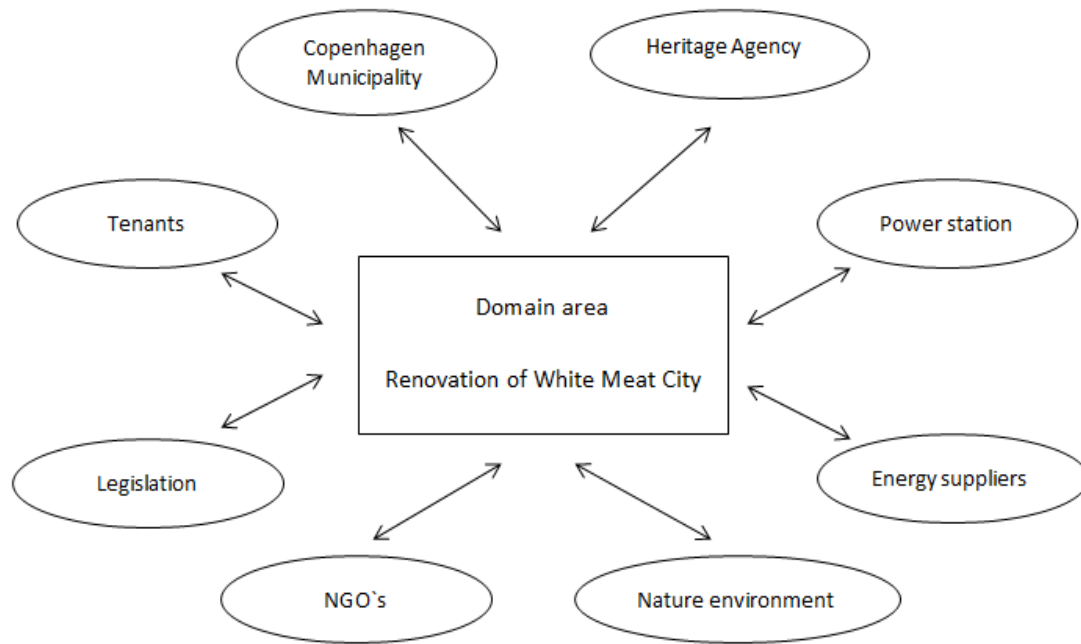 Copenhagen
Municipality
Heritage Agency
Tenants
Power station
Domain area
Renovation of White Meat City
Legislation
Energy suppliers
NGO`s
Nature environment